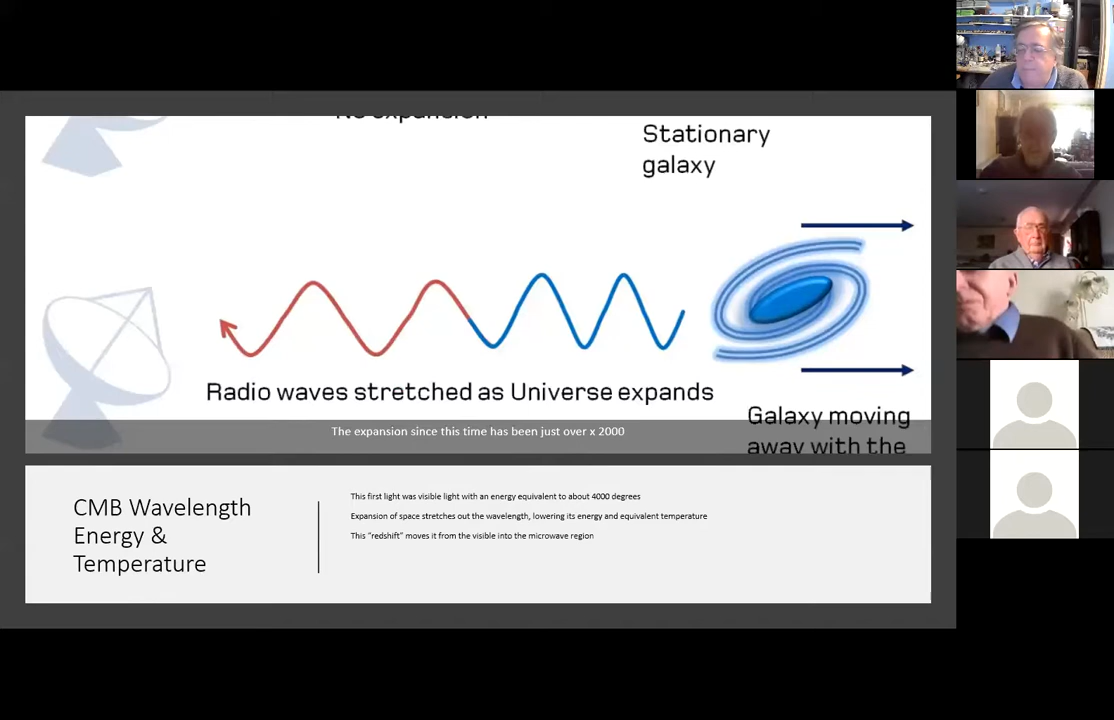 No expansion
Stationary
galaxy
Radio waves stretched as Universe expands
Galaxy moving
away with the
The expansion since this time has been just over x 2000
CMB Wavelength
Energy &
Temperature
This first light was visible light with an energy equivalent to about 4000 degrees
Expansion of space stretches out the wavelength, lowering its energy and equivalent temperature
This “redshift” moves it from the visible into the microwave region